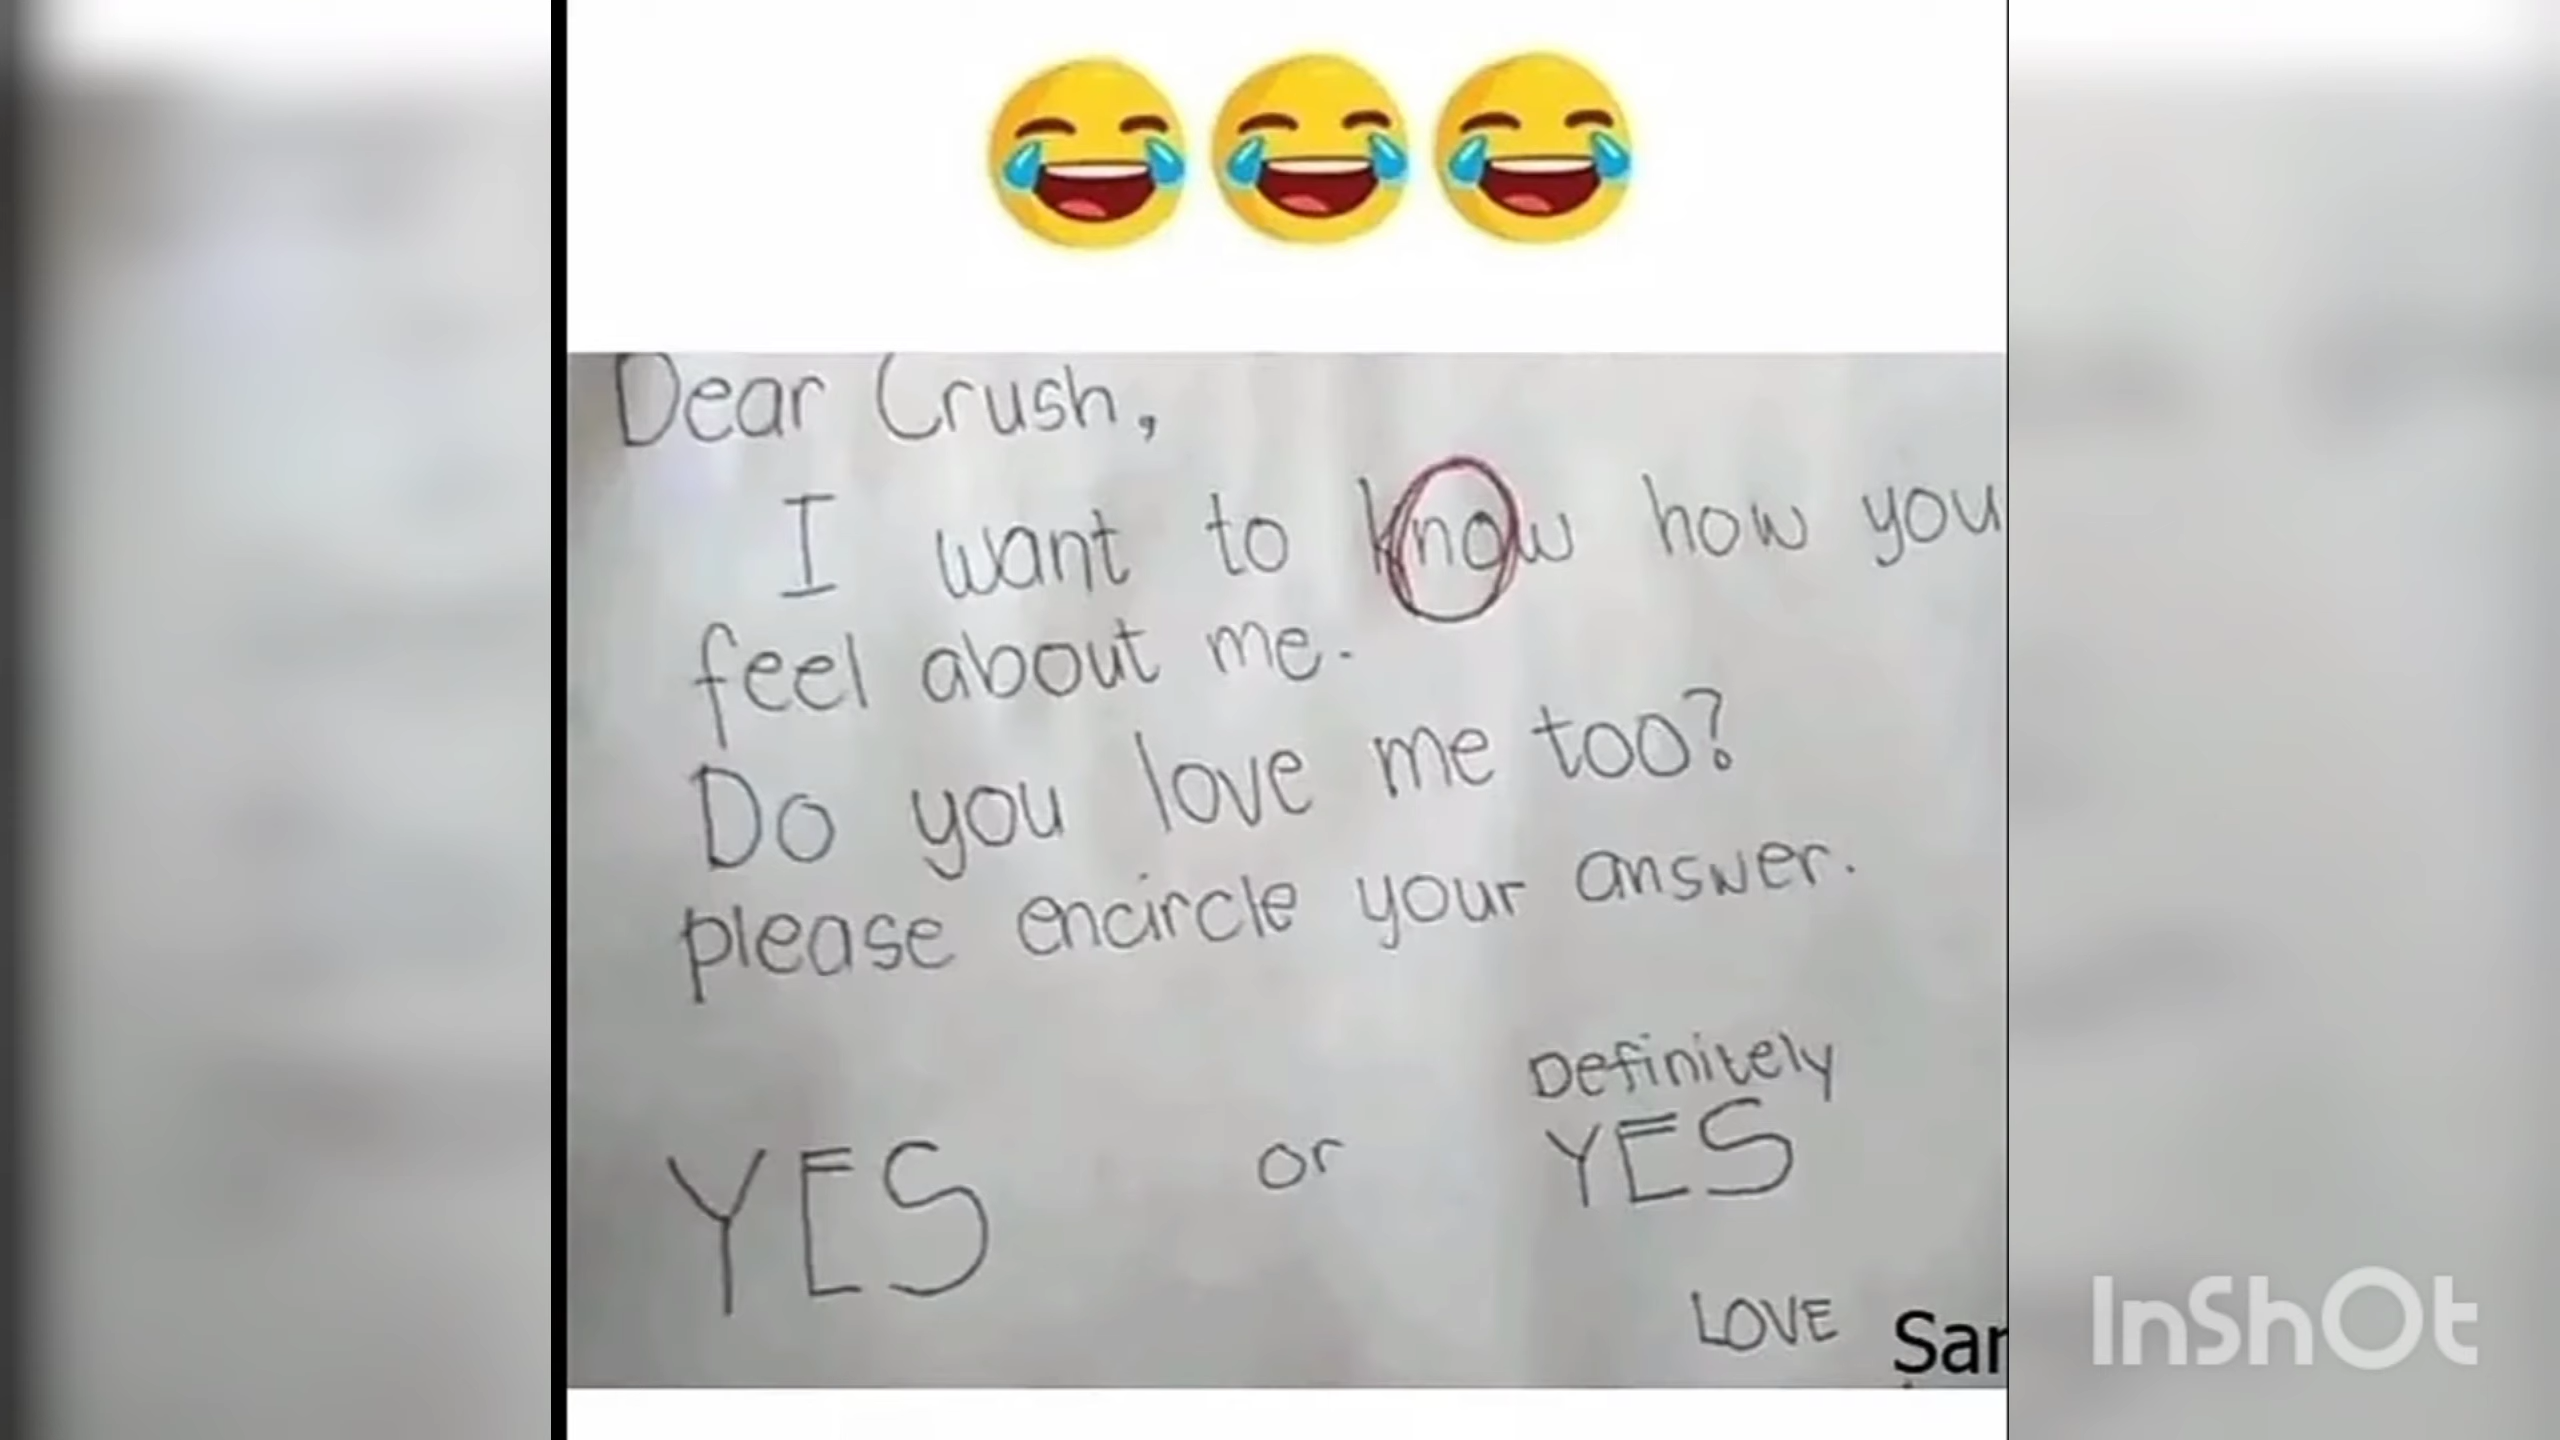 Dear Crush,
I want to know how you
feel about me.
Do you love me too?
please encircle your answer.
Definitely
YES or YES
LOVE Sar
InShOt